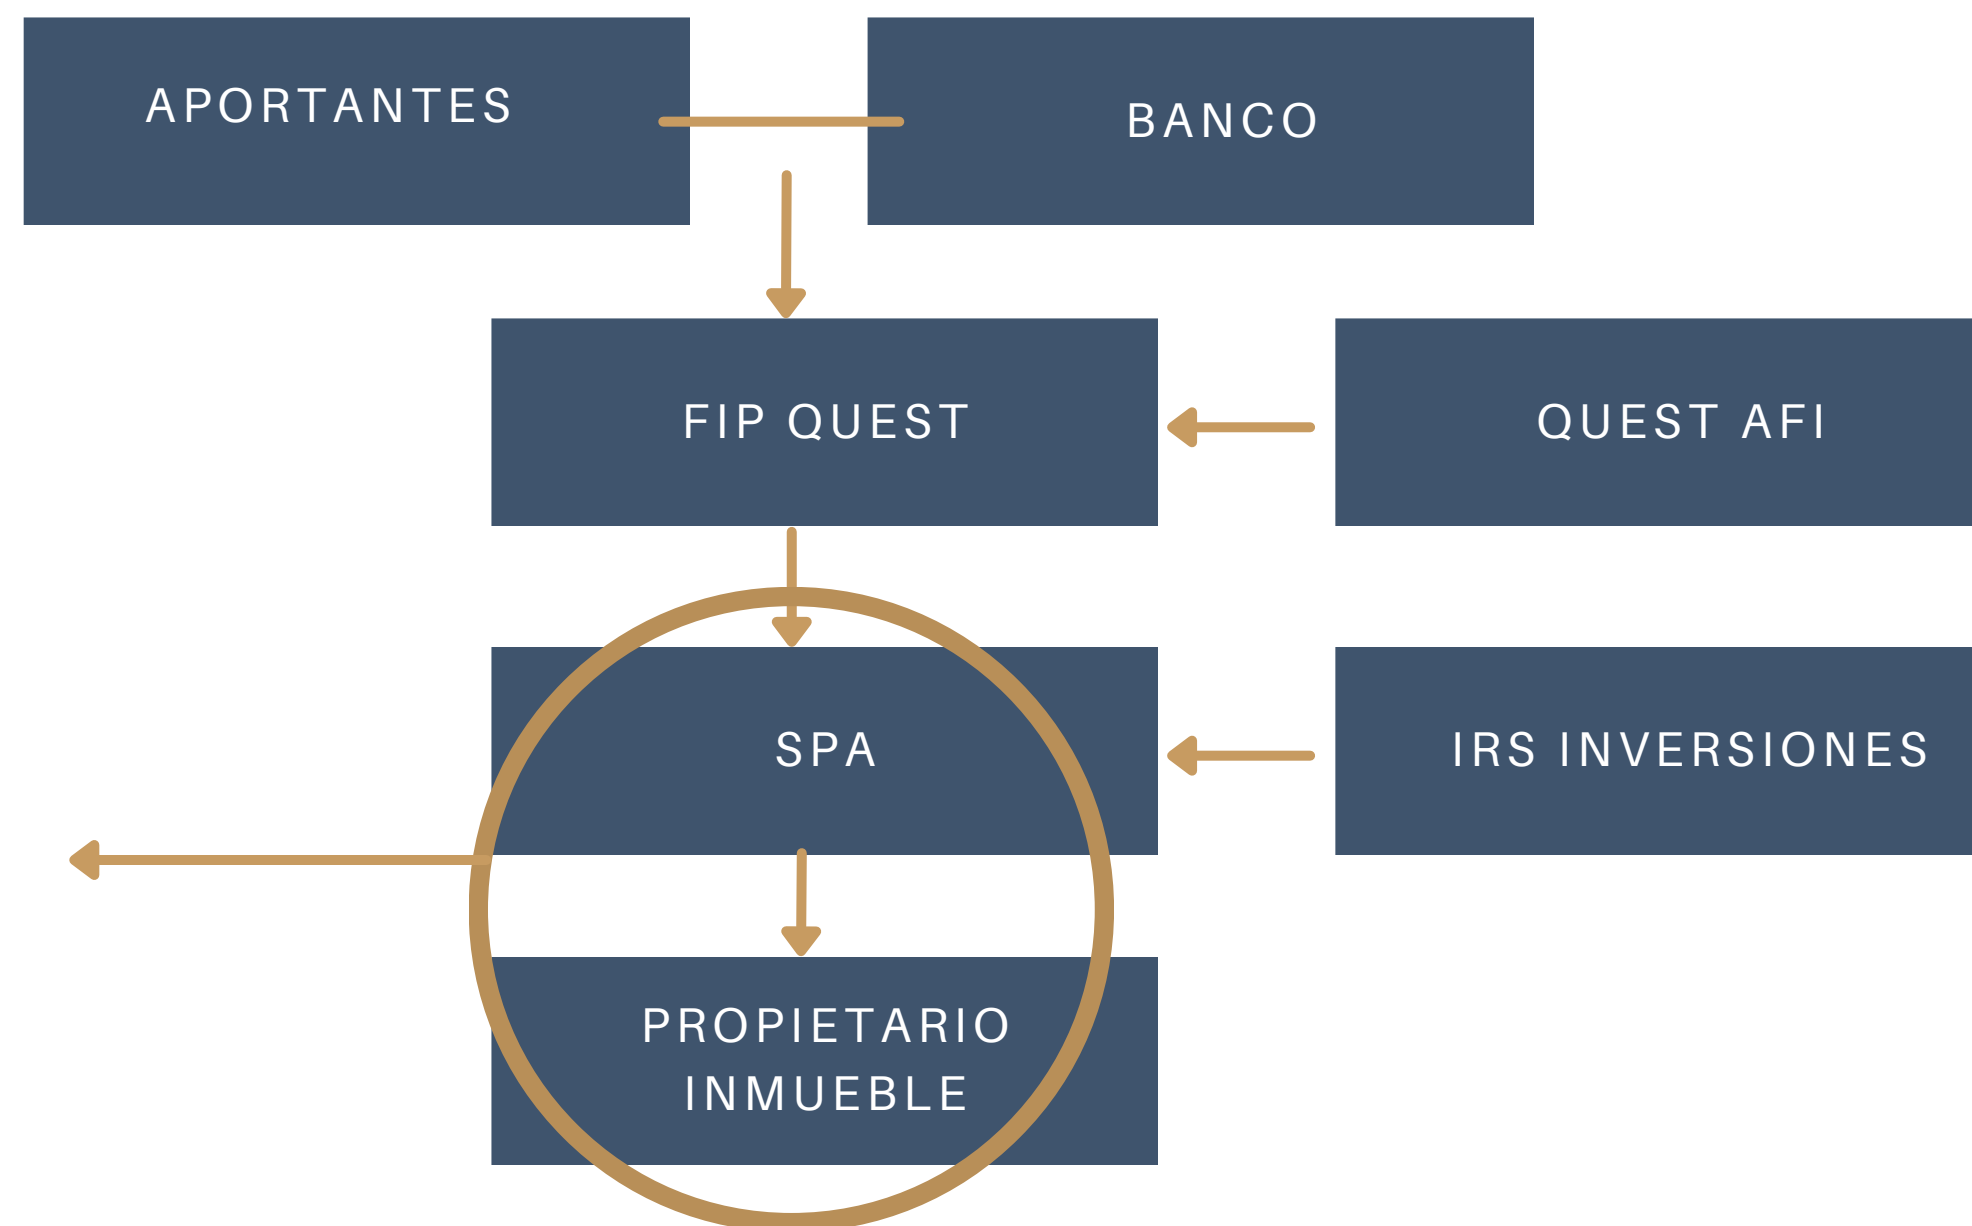 APORTANTES
BANCO
FIP QUEST
QUEST AFI
SPA
IRS INVERSIONES
PROPIETARIO
INMUEBLE